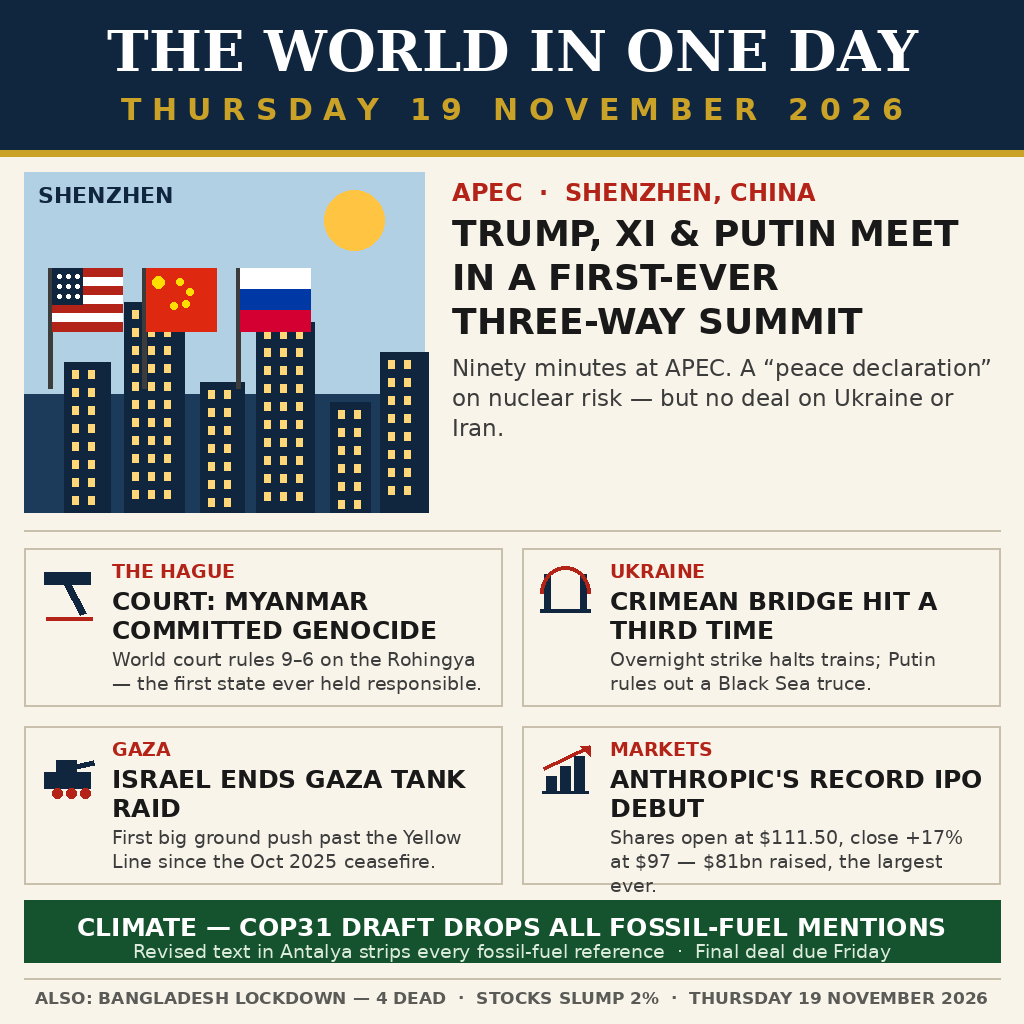 THE WORLD IN ONE DAY
THURSDAY 19 NOVEMBER 2026
SHENZHEN
APEC · SHENZHEN, CHINA
TRUMP, XI & PUTIN MEET
IN A FIRST-EVER
THREE-WAY SUMMIT
Ninety minutes at APEC. A “peace declaration”
on nuclear risk — but no deal on Ukraine or
Iran.
THE HAGUE
COURT: MYANMAR
COMMITTED GENOCIDE
World court rules 9–6 on the Rohingya
— the first state ever held responsible.
UKRAINE
CRIMEAN BRIDGE HIT A
THIRD TIME
Overnight strike halts trains; Putin
rules out a Black Sea truce.
GAZA
ISRAEL ENDS GAZA TANK
RAID
First big ground push past the Yellow
Line since the Oct 2025 ceasefire.
MARKETS
ANTHROPIC'S RECORD IPO
DEBUT
Shares open at $111.50, close +17%
at $97 — $81bn raised, the largest
ever.
CLIMATE — COP31 DRAFT DROPS ALL FOSSIL-FUEL MENTIONS
Revised text in Antalya strips every fossil-fuel reference · Final deal due Friday
ALSO: BANGLADESH LOCKDOWN — 4 DEAD · STOCKS SLUMP 2% · THURSDAY 19 NOVEMBER 2026